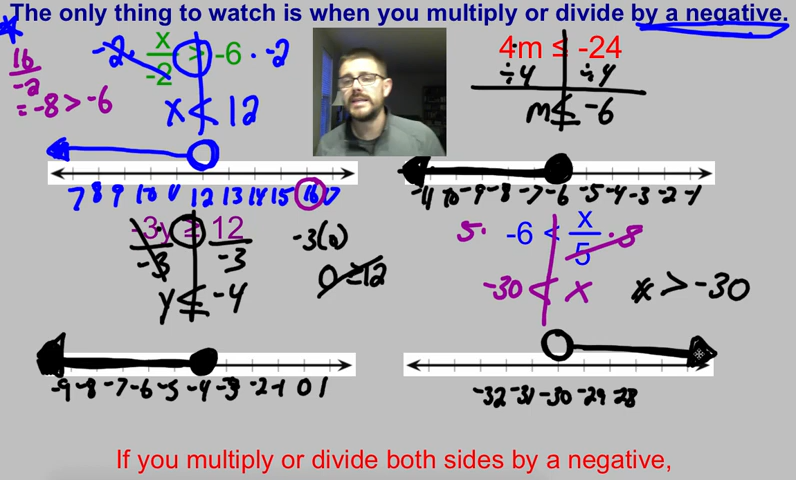 The only thing to watch is when you multiply or divide by a negative.
-2· x/-2 > -6 · -2
x < 12
16/-2
= -8 > -6
7 8 9 10 11 12 13 14 15 16 17
4m ≤ -24
÷4 ÷4
m ≤ -6
-11 -10 -9 -8 -7 -6 -5 -4 -3 -2 -1
-3y ≥ 12
-3 -3
y ≤ -4
-3(0)
0 ≥ 12
-9 -8 -7 -6 -5 -4 -3 -2 -1 0 1
5· -6 < x/5 ·5
-30 < x
x > -30
-32 -31 -30 -29 -28
If you multiply or divide both sides by a negative,